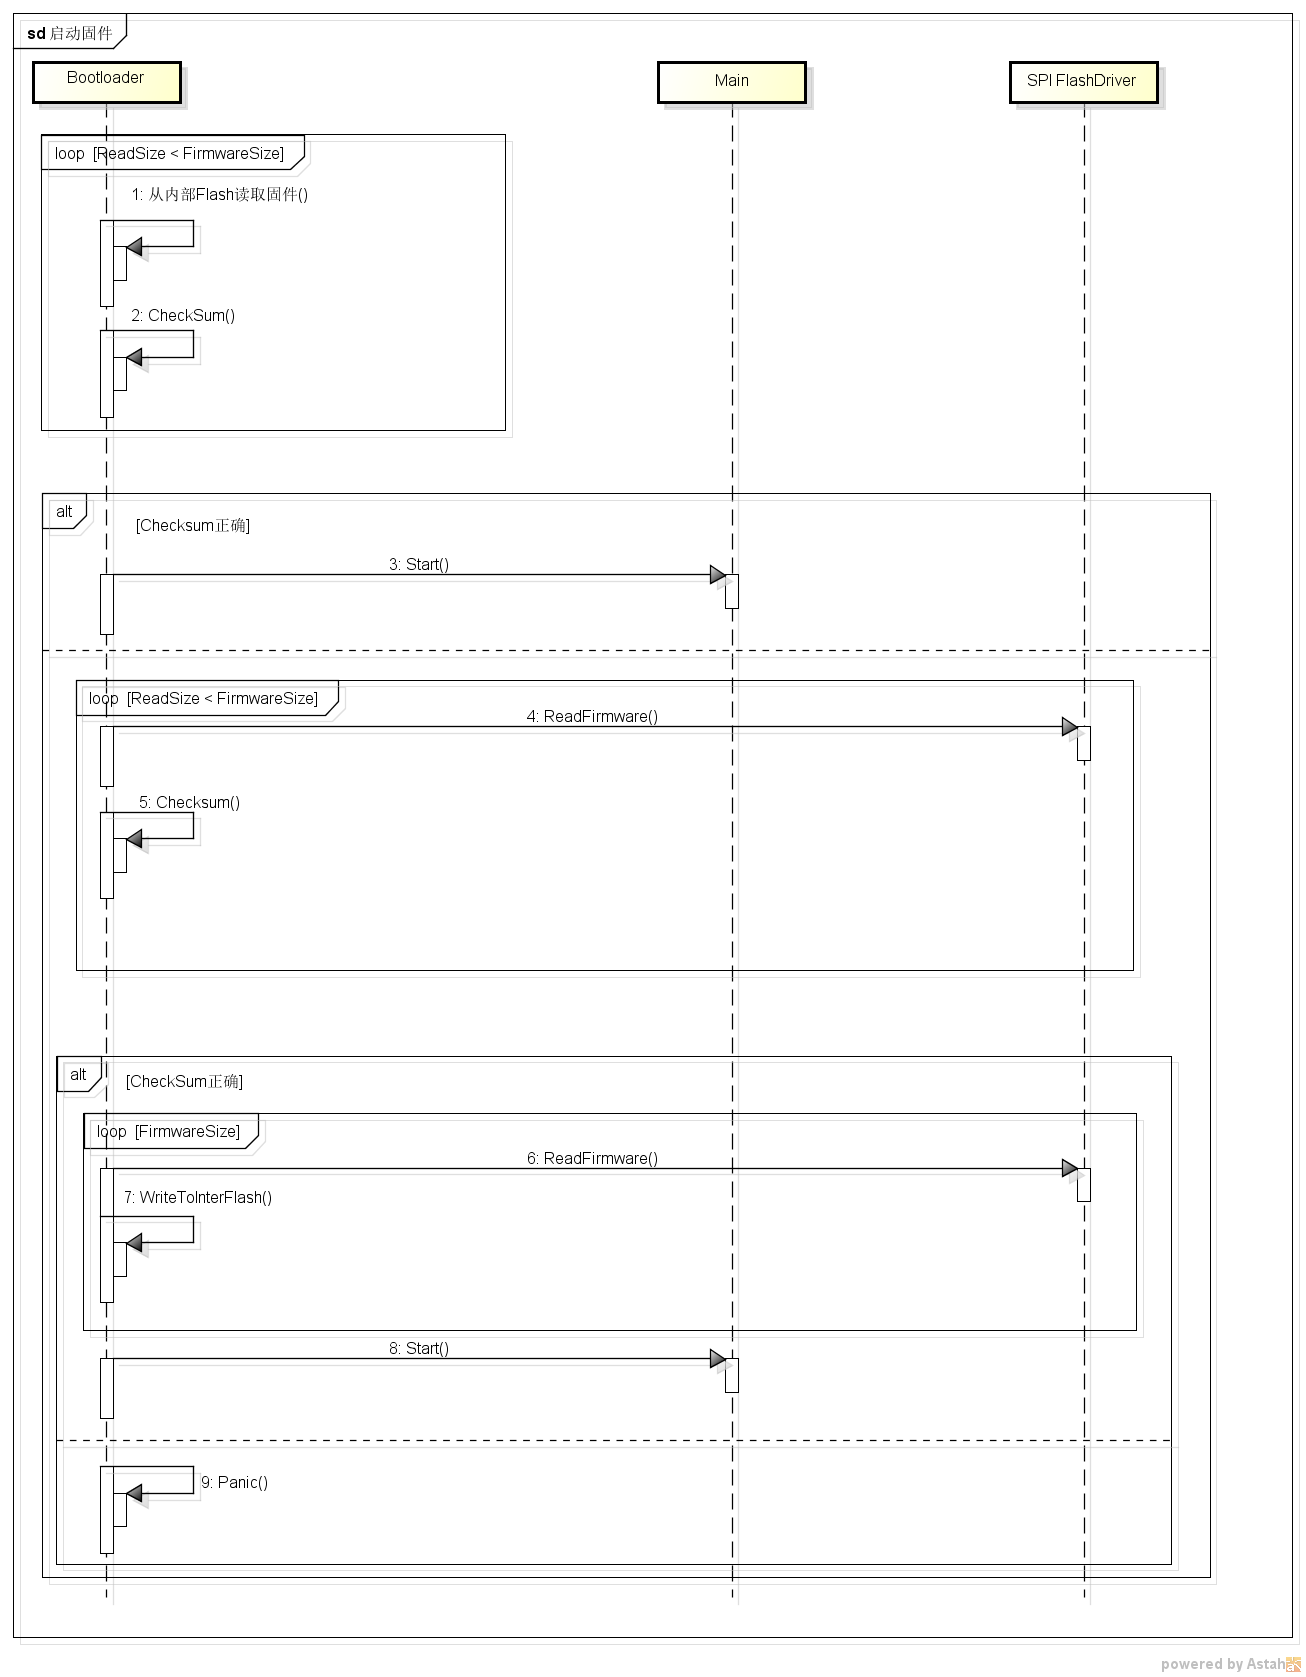 sd 启动固件
Bootloader
Main
SPI FlashDriver
loop [ReadSize < FirmwareSize]
1: 从内部Flash读取固件()
2: CheckSum()
alt
[Checksum正确]
3: Start()
loop [ReadSize < FirmwareSize]
4: ReadFirmware()
5: Checksum()
alt
[CheckSum正确]
loop [FirmwareSize]
6: ReadFirmware()
7: WriteToInterFlash()
8: Start()
9: Panic()
powered by Astah